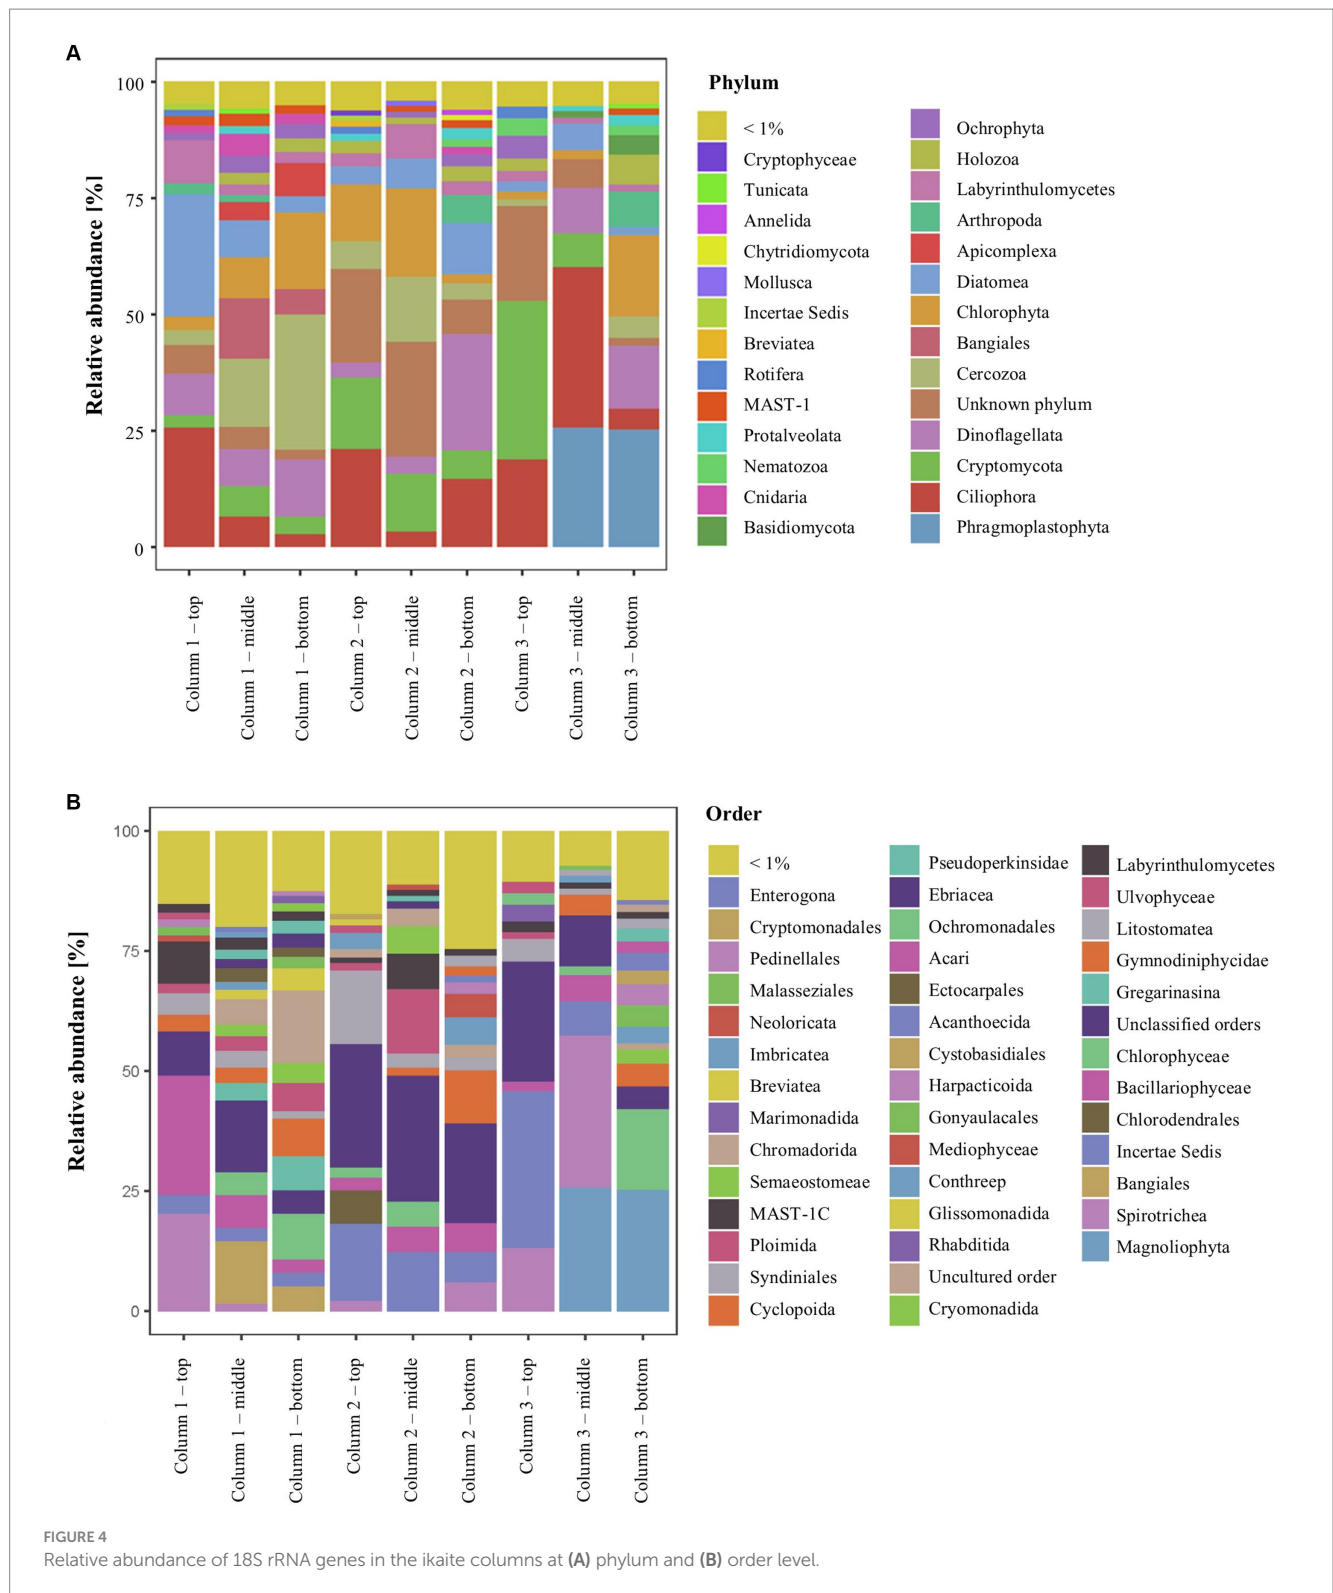 A
Relative abundance [%]
100
75
50
25
0
Column 1 – top
Column 1 – middle
Column 1 – bottom
Column 2 – top
Column 2 – middle
Column 2 – bottom
Column 3 – top
Column 3 – middle
Column 3 – bottom
Phylum
< 1%
Cryptophyceae
Tunicata
Annelida
Chytridiomycota
Mollusca
Incertae Sedis
Breviatea
Rotifera
MAST-1
Protalveolata
Nematozoa
Cnidaria
Basidiomycota
Ochrophyta
Holozoa
Labyrinthulomycetes
Arthropoda
Apicomplexa
Diatomea
Chlorophyta
Bangiales
Cercozoa
Unknown phylum
Dinoflagellata
Cryptomycota
Ciliophora
Phragmoplastophyta
B
Relative abundance [%]
100
75
50
25
0
Column 1 – top
Column 1 – middle
Column 1 – bottom
Column 2 – top
Column 2 – middle
Column 2 – bottom
Column 3 – top
Column 3 – middle
Column 3 – bottom
Order
< 1%
Enterogona
Cryptomonadales
Pedinellales
Malasseziales
Neoloricata
Imbricatea
Breviatea
Marimonadida
Chromadorida
Semaeostomeae
MAST-1C
Ploimida
Syndiniales
Cyclopoida
Pseudoperkinsidae
Ebriacea
Ochromonadales
Acari
Ectocarpales
Acanthoecida
Cystobasidiales
Harpacticoida
Gonyaulacales
Mediophyceae
Conthreep
Glissomonadida
Rhabditida
Uncultured order
Cryomonadida
Labyrinthulomycetes
Ulvophyceae
Litostomatea
Gymnodiniphycidae
Gregarinasina
Unclassified orders
Chlorophyceae
Bacillariophyceae
Chlorodendrales
Incertae Sedis
Bangiales
Spirotrichea
Magnoliophyta
FIGURE 4
Relative abundance of 18S rRNA genes in the ikaite columns at (A) phylum and (B) order level.